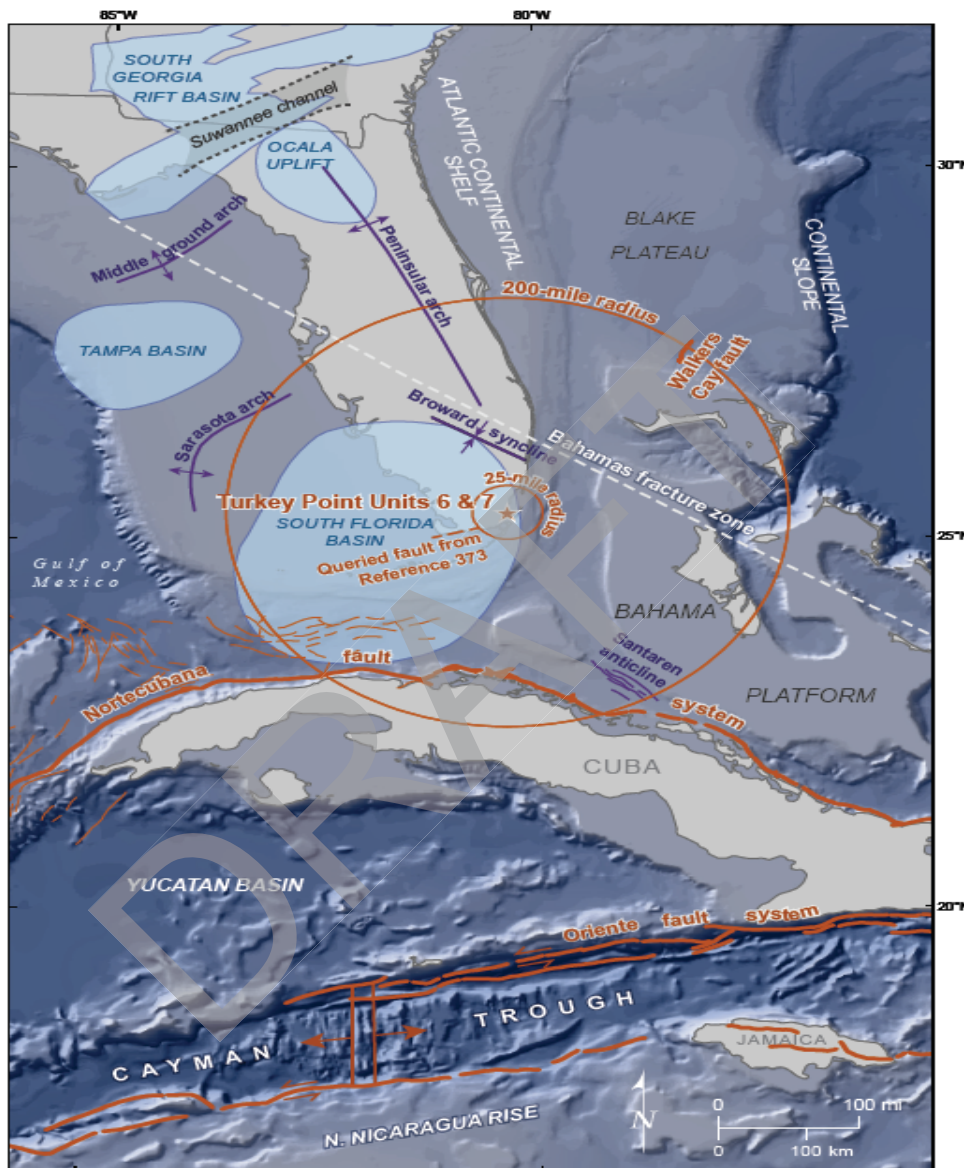 85°W
80°W
SOUTH
GEORGIA
RIFT BASIN
Suwannee channel
OCALA
UPLIFT
ATLANTIC CONTINENTAL
SHELF
30°N
BLAKE
PLATEAU
CONTINENTAL
SLOPE
Middle ground arch
Peninsular arch
200-mile radius
TAMPA BASIN
Walkers
Cay fault
Sarasota arch
Broward syncline
Bahamas fracture zone
25-mile radius
Turkey Point Units 6 & 7
SOUTH FLORIDA
BASIN
25°N
Queried fault from
Reference 373
Gulf of
Mexico
BAHAMA
Santaren
anticline
Nortecubana fault system
PLATFORM
CUBA
DRAFT
YUCATAN BASIN
20°N
Oriente fault system
CAYMAN TROUGH
JAMAICA
N. NICARAGUA RISE
N
0 100 mi
0 100 km